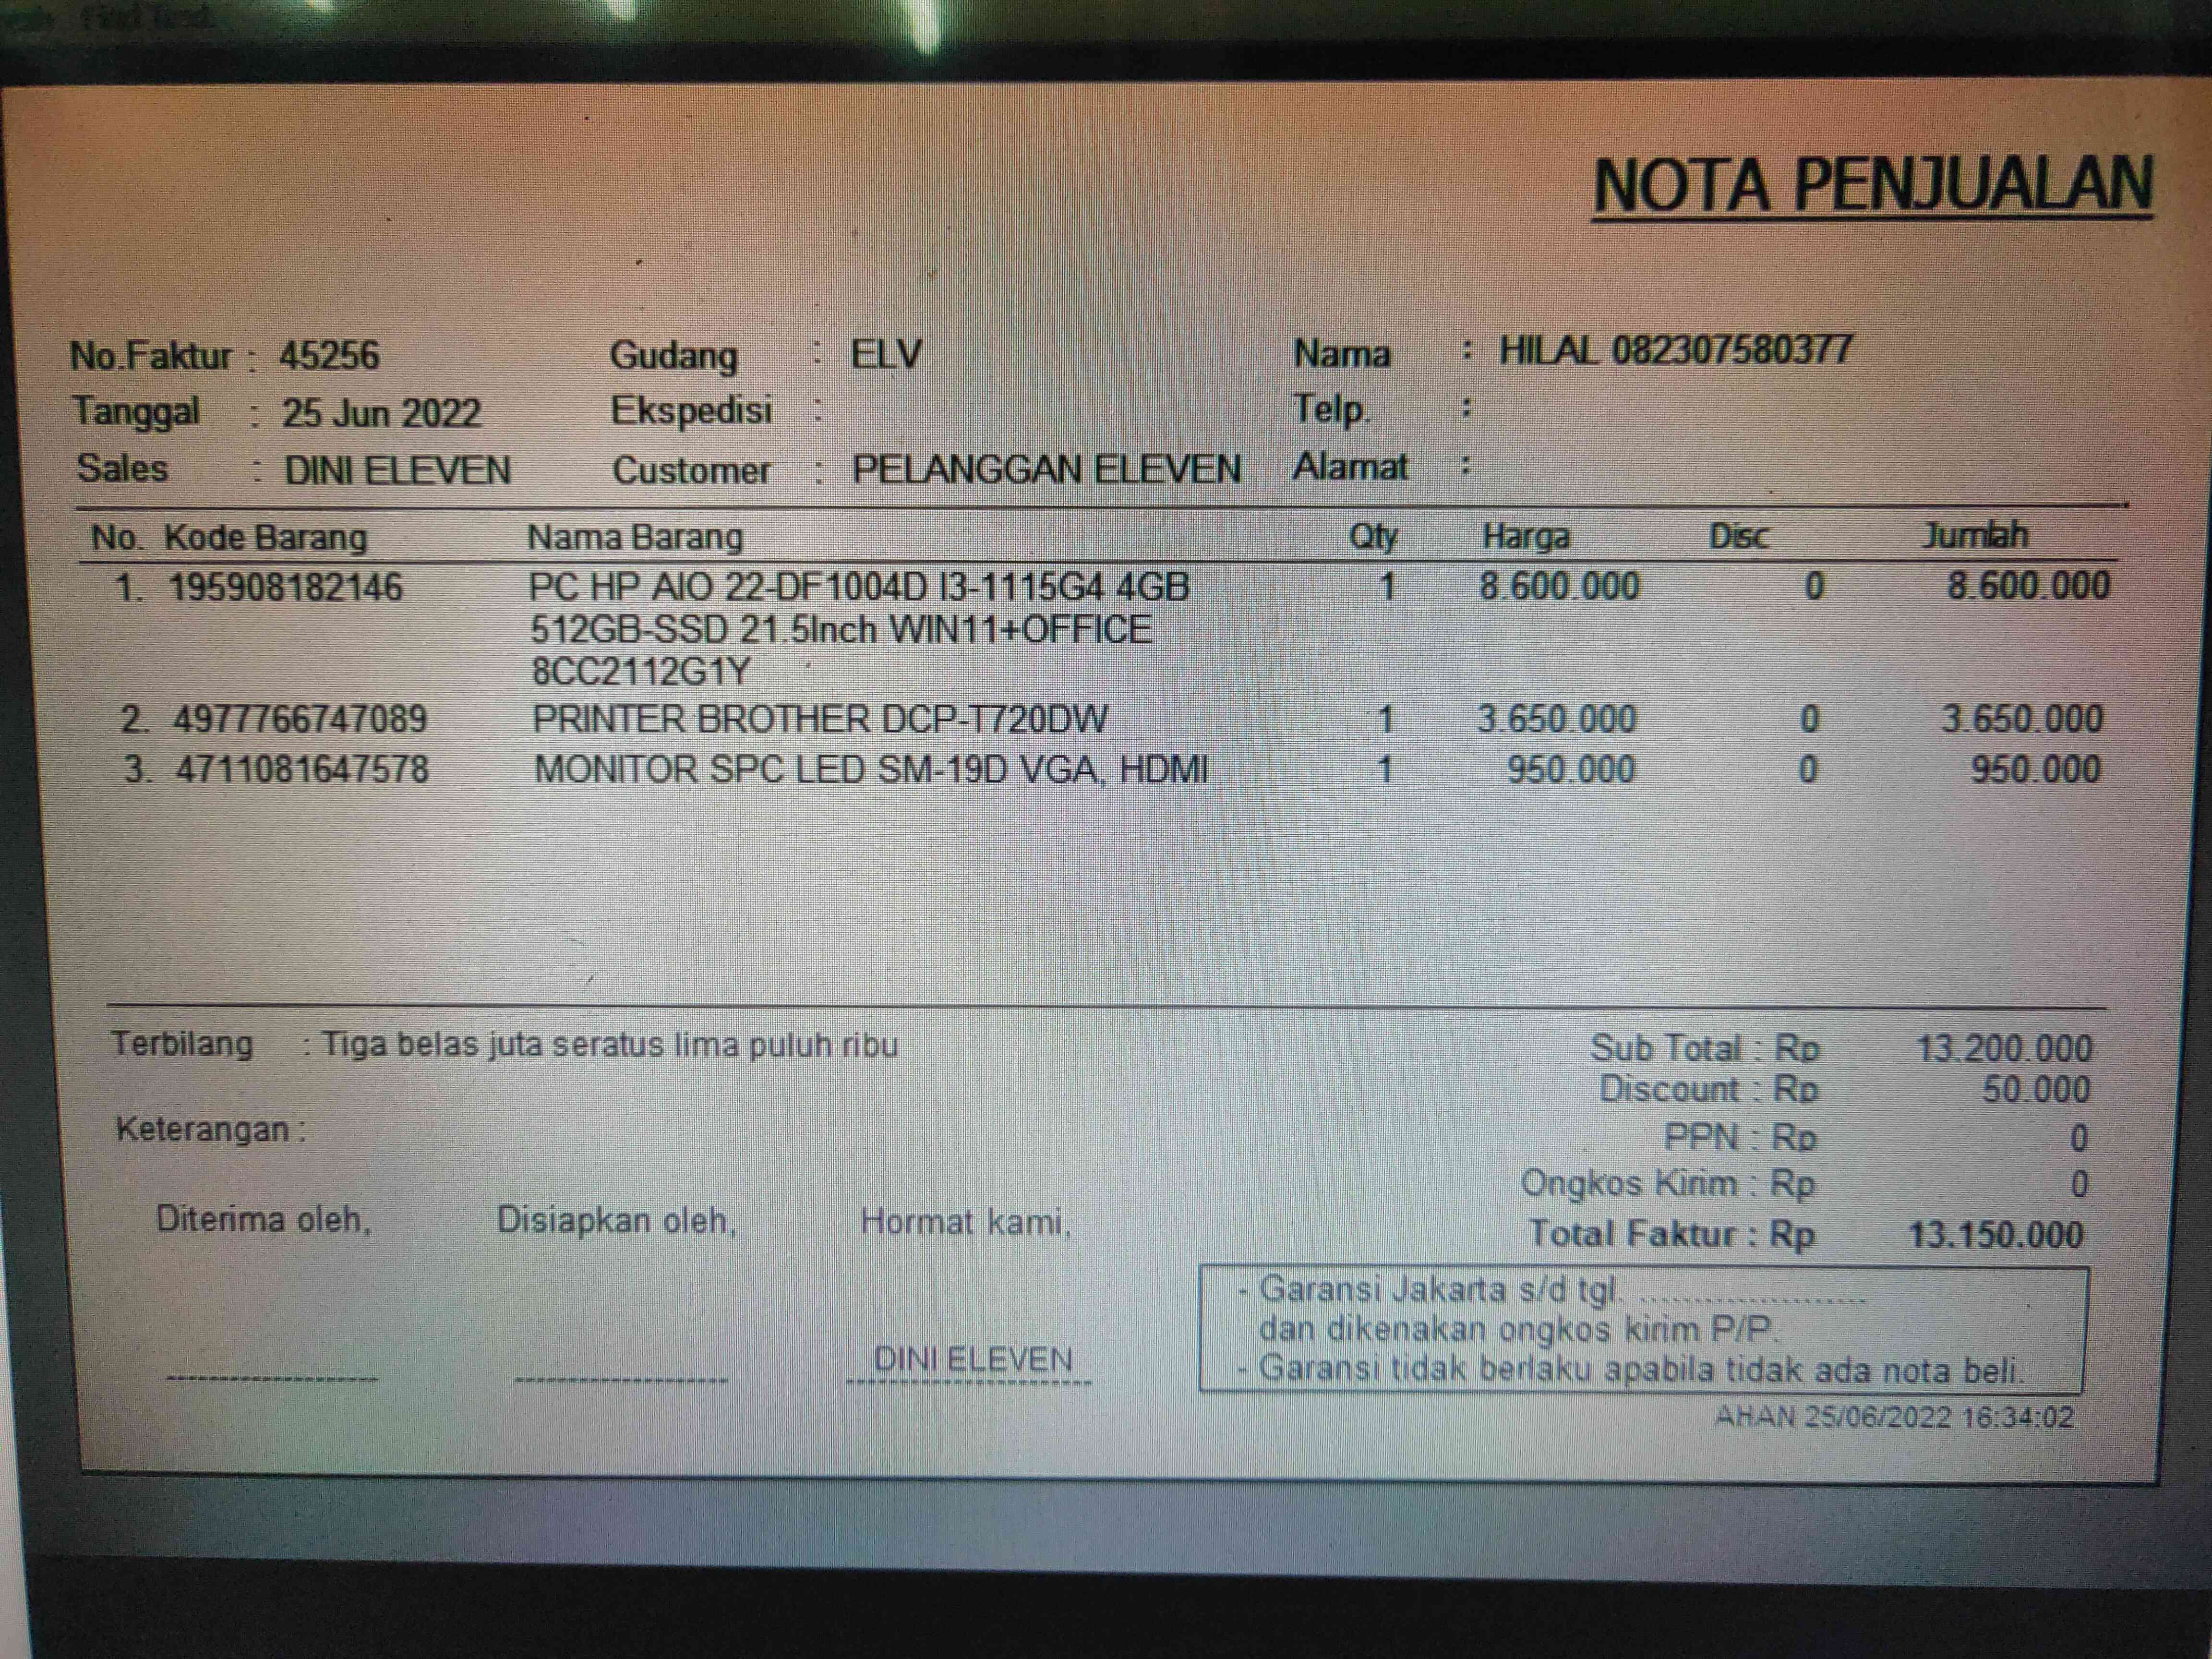 NOTA PENJUALAN
No.Faktur : 45256 Gudang : ELV Nama : HILAL 082307580377
Tanggal : 25 Jun 2022 Ekspedisi : Telp. :
Sales : DINI ELEVEN Customer : PELANGGAN ELEVEN Alamat :
No. Kode Barang Nama Barang Qty Harga Disc Jumlah
1. 195908182146 PC HP AIO 22-DF1004D I3-1115G4 4GB 1 8.600.000 0 8.600.000
512GB-SSD 21.5Inch WIN11+OFFICE
8CC2112G1Y
2. 4977766747089 PRINTER BROTHER DCP-T720DW 1 3.650.000 0 3.650.000
3. 4711081647578 MONITOR SPC LED SM-19D VGA, HDMI 1 950.000 0 950.000
Terbilang : Tiga belas juta seratus lima puluh ribu Sub Total : Rp 13.200.000
Discount : Rp 50.000
Keterangan : PPN : Rp 0
Ongkos Kirim : Rp 0
Diterima oleh, Disiapkan oleh, Hormat kami, Total Faktur : Rp 13.150.000
- Garansi Jakarta s/d tgl. ......................
dan dikenakan ongkos kirim P/P.
DINI ELEVEN - Garansi tidak berlaku apabila tidak ada nota beli.
AHAN 25/06/2022 16:34:02